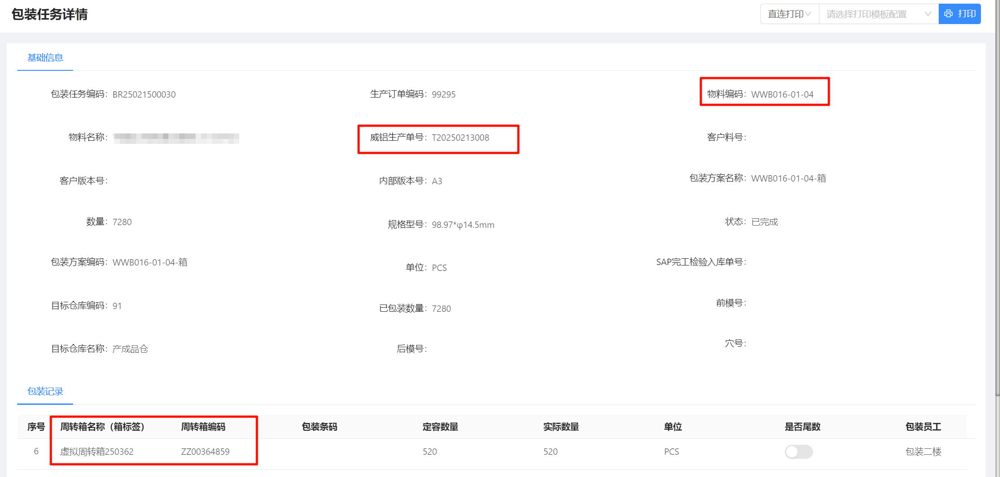 包装任务详情
直连打印 请选择打印模板配置 打印
基础信息
包装任务编码: BR25021500030 生产订单编码: 99295 物料编码: WWB016-01-04
物料名称: 威铝生产单号: T20250213008 客户料号:
客户版本号: 内部版本号: A3 包装方案名称: WWB016-01-04-箱
数量: 7280 规格型号: 98.97*φ14.5mm 状态: 已完成
包装方案编码: WWB016-01-04-箱 单位: PCS SAP完工检验入库单号:
目标仓库编码: 91 已包装数量: 7280 前模号:
目标仓库名称: 产成品仓 后模号: 穴号:
包装记录
序号 周转箱名称（箱标签） 周转箱编码 包装条码 定容数量 实际数量 单位 是否尾数 包装员工
6 虚拟周转箱250362 ZZ00364859 520 520 PCS 包装二楼